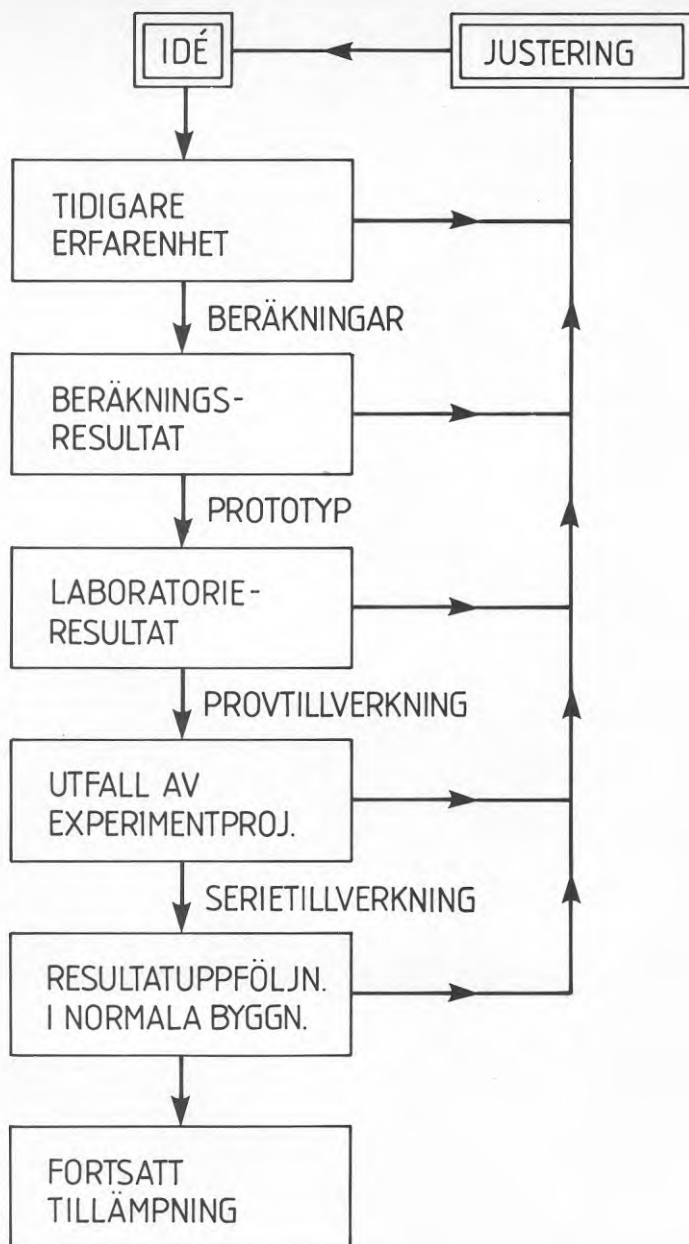 IDÉ
JUSTERING
TIDIGARE
ERFARENHET
BERÄKNINGAR
BERÄKNINGS-
RESULTAT
PROTOTYP
LABORATORIE-
RESULTAT
PROVTILLVERKNING
UTFALL AV
EXPERIMENTPROJ.
SERIETILLVERKNING
RESULTATUPPFÖLJN.
I NORMALA BYGGN.
FORTSATT
TILLÄMPNING